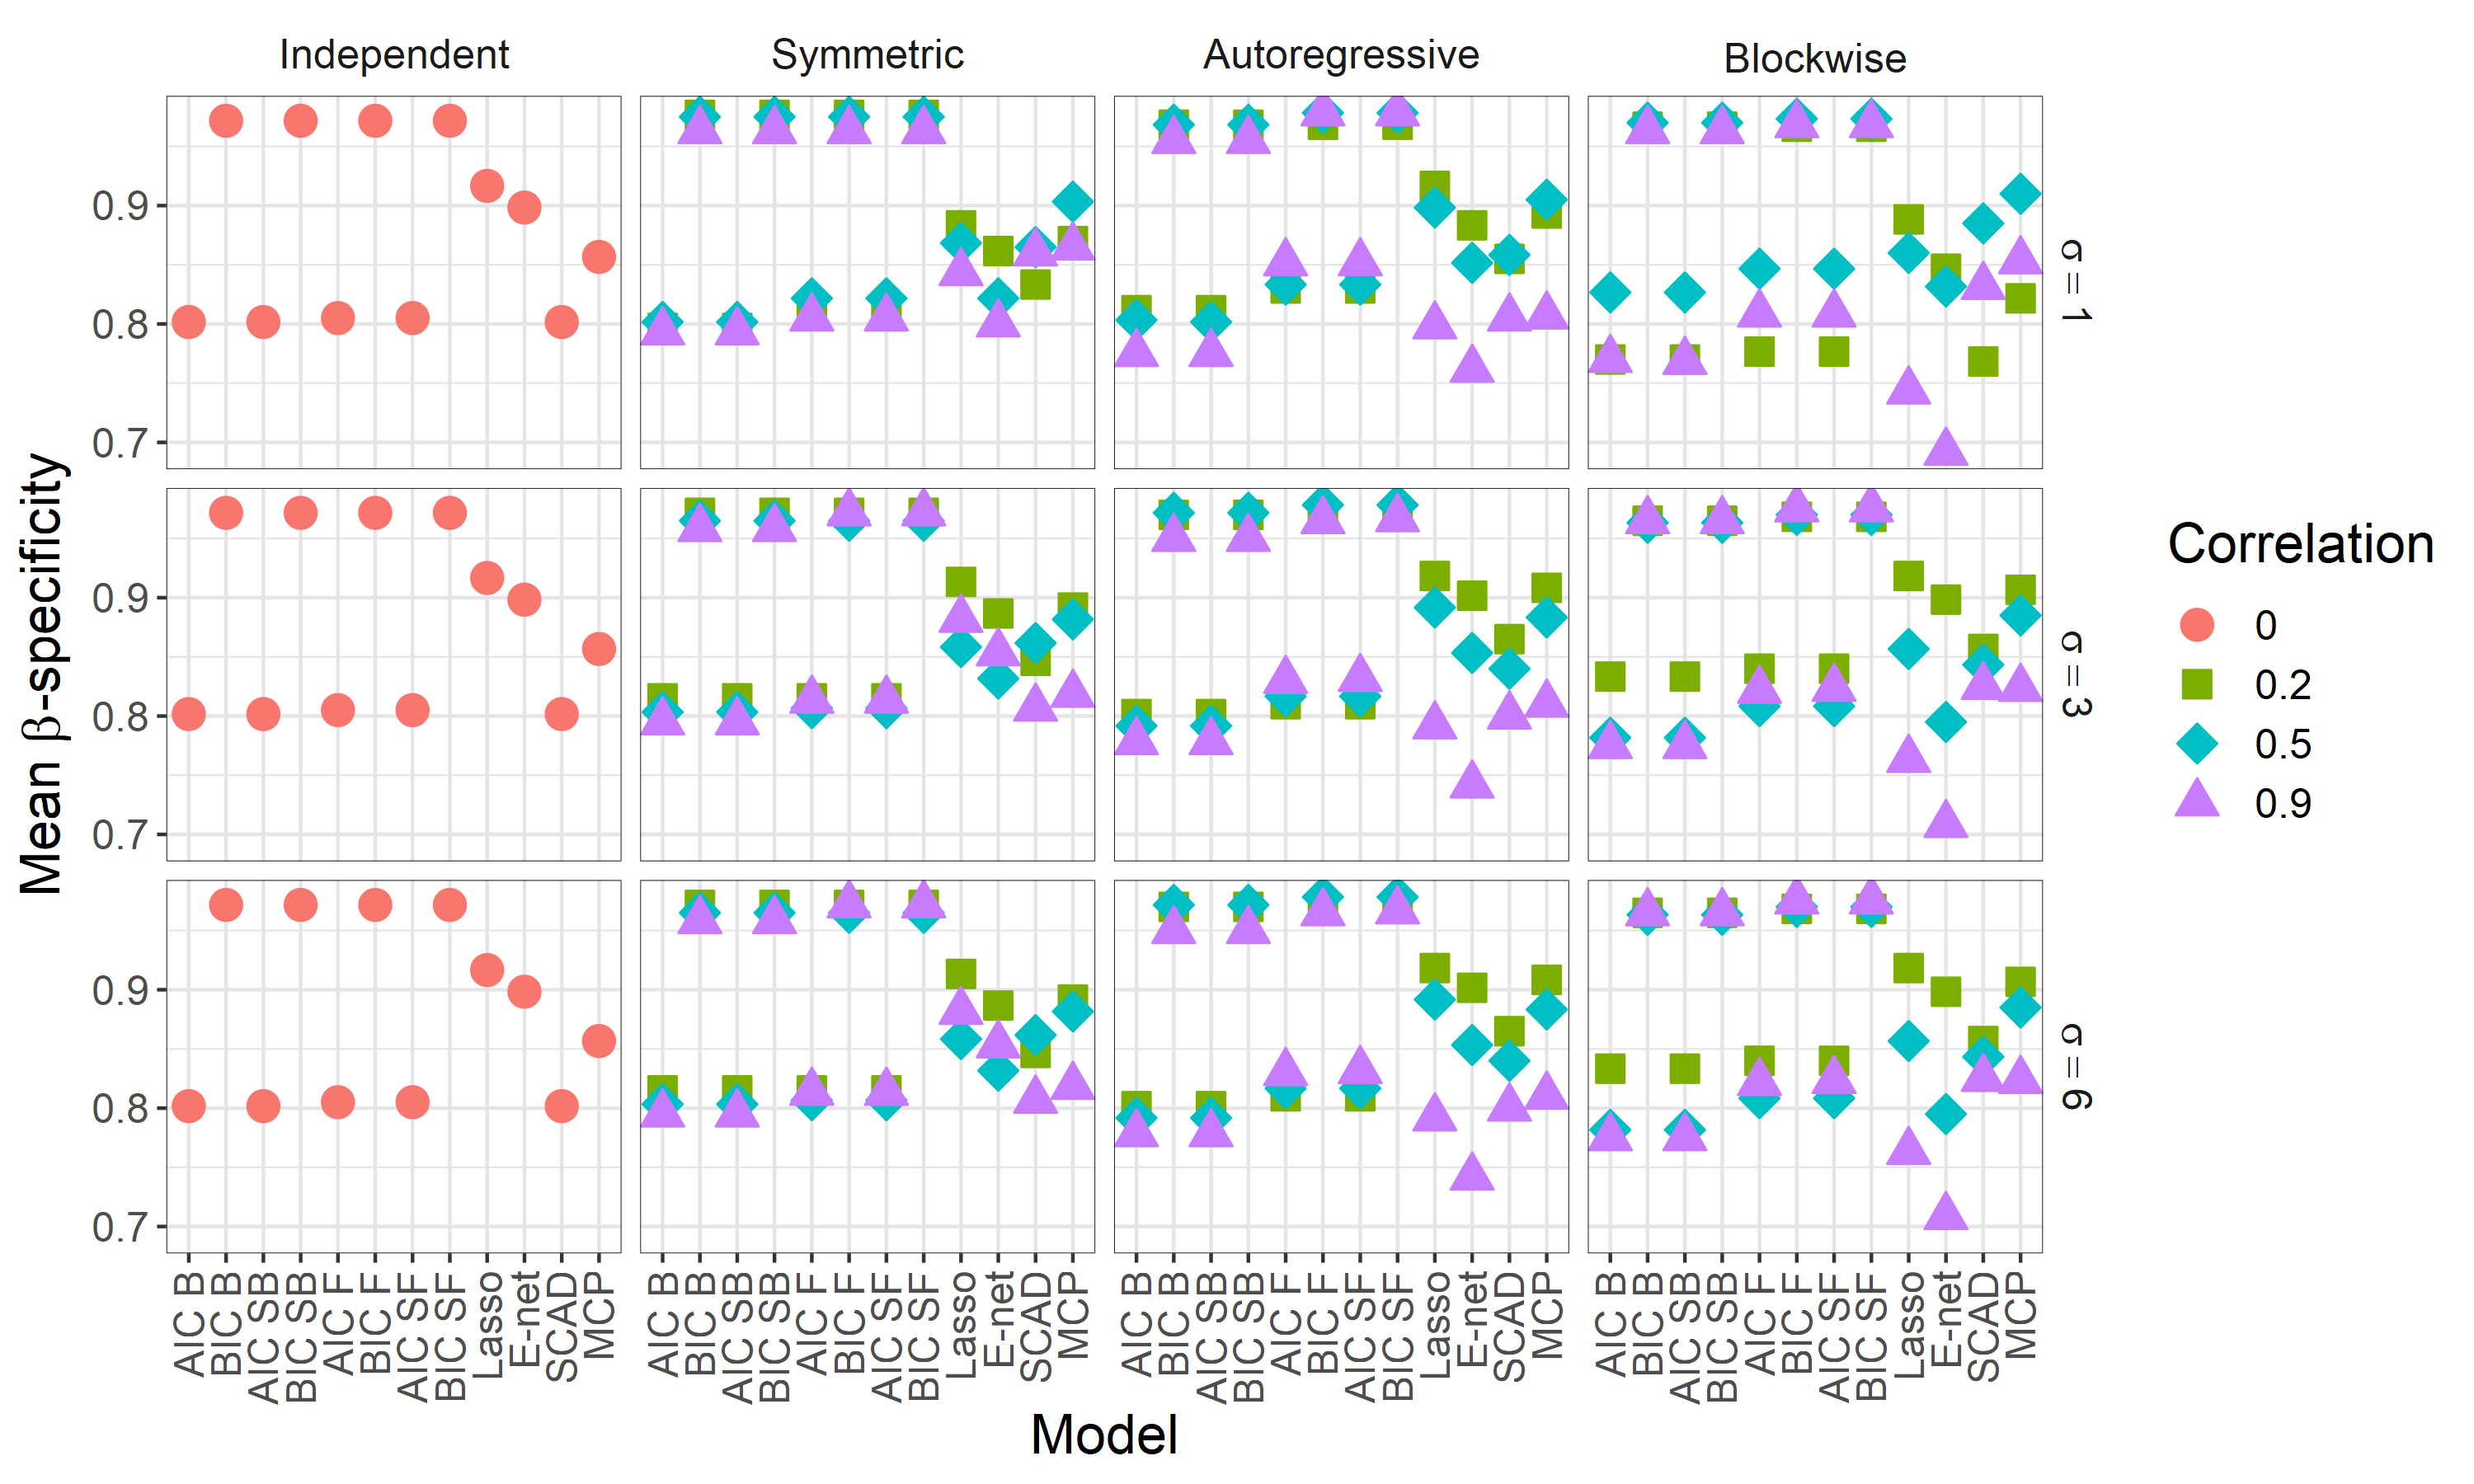 Independent Symmetric Autoregressive Blockwise
Mean β-specificity
0.9
0.8
0.7
σ = 1
0.9
0.8
0.7
σ = 3
0.9
0.8
0.7
σ = 6
AIC B BIC B AIC SB BIC SB AIC F BIC F AIC SF BIC SF Lasso E-net SCAD MCP
AIC B BIC B AIC SB BIC SB AIC F BIC F AIC SF BIC SF Lasso E-net SCAD MCP
AIC B BIC B AIC SB BIC SB AIC F BIC F AIC SF BIC SF Lasso E-net SCAD MCP
AIC B BIC B AIC SB BIC SB AIC F BIC F AIC SF BIC SF Lasso E-net SCAD MCP
Model
Correlation
0
0.2
0.5
0.9